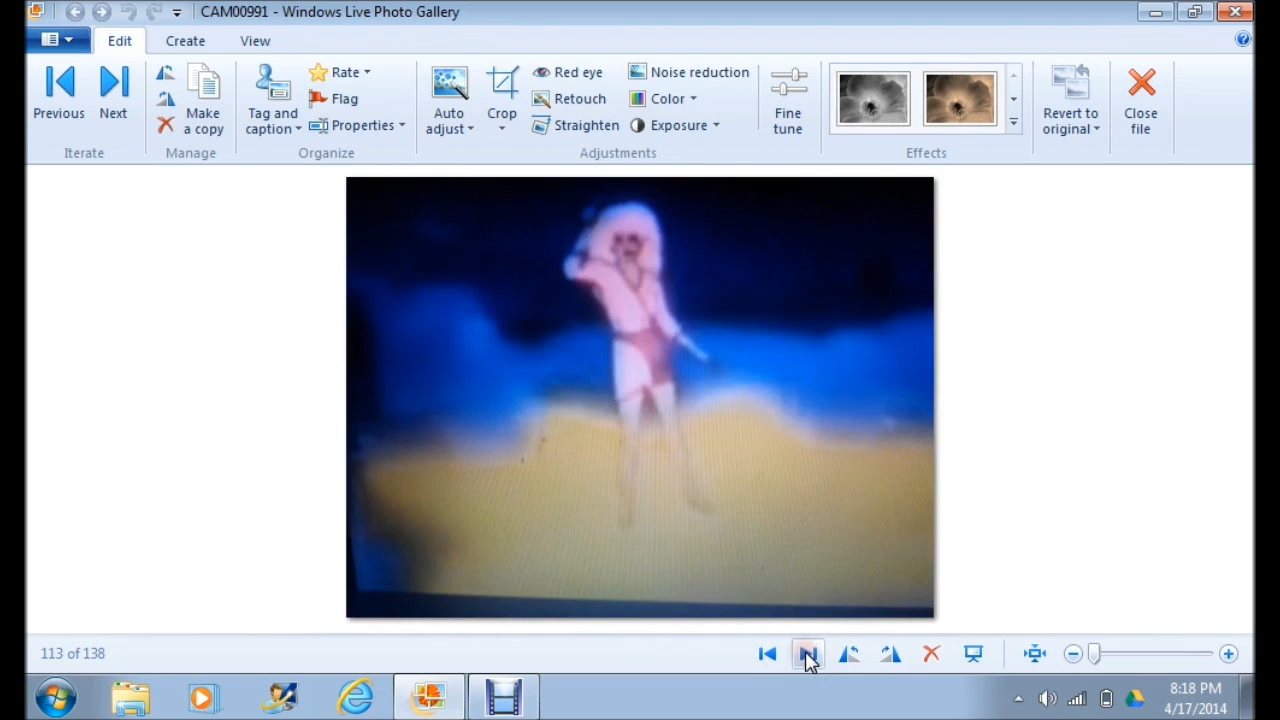 CAM00991 - Windows Live Photo Gallery
Edit
Create
View
Previous
Next
Make a copy
Tag and caption
Rate
Flag
Properties
Auto adjust
Crop
Red eye
Retouch
Straighten
Noise reduction
Color
Exposure
Fine tune
Revert to original
Close file
Iterate
Manage
Organize
Adjustments
Effects
113 of 138
8:18 PM
4/17/2014